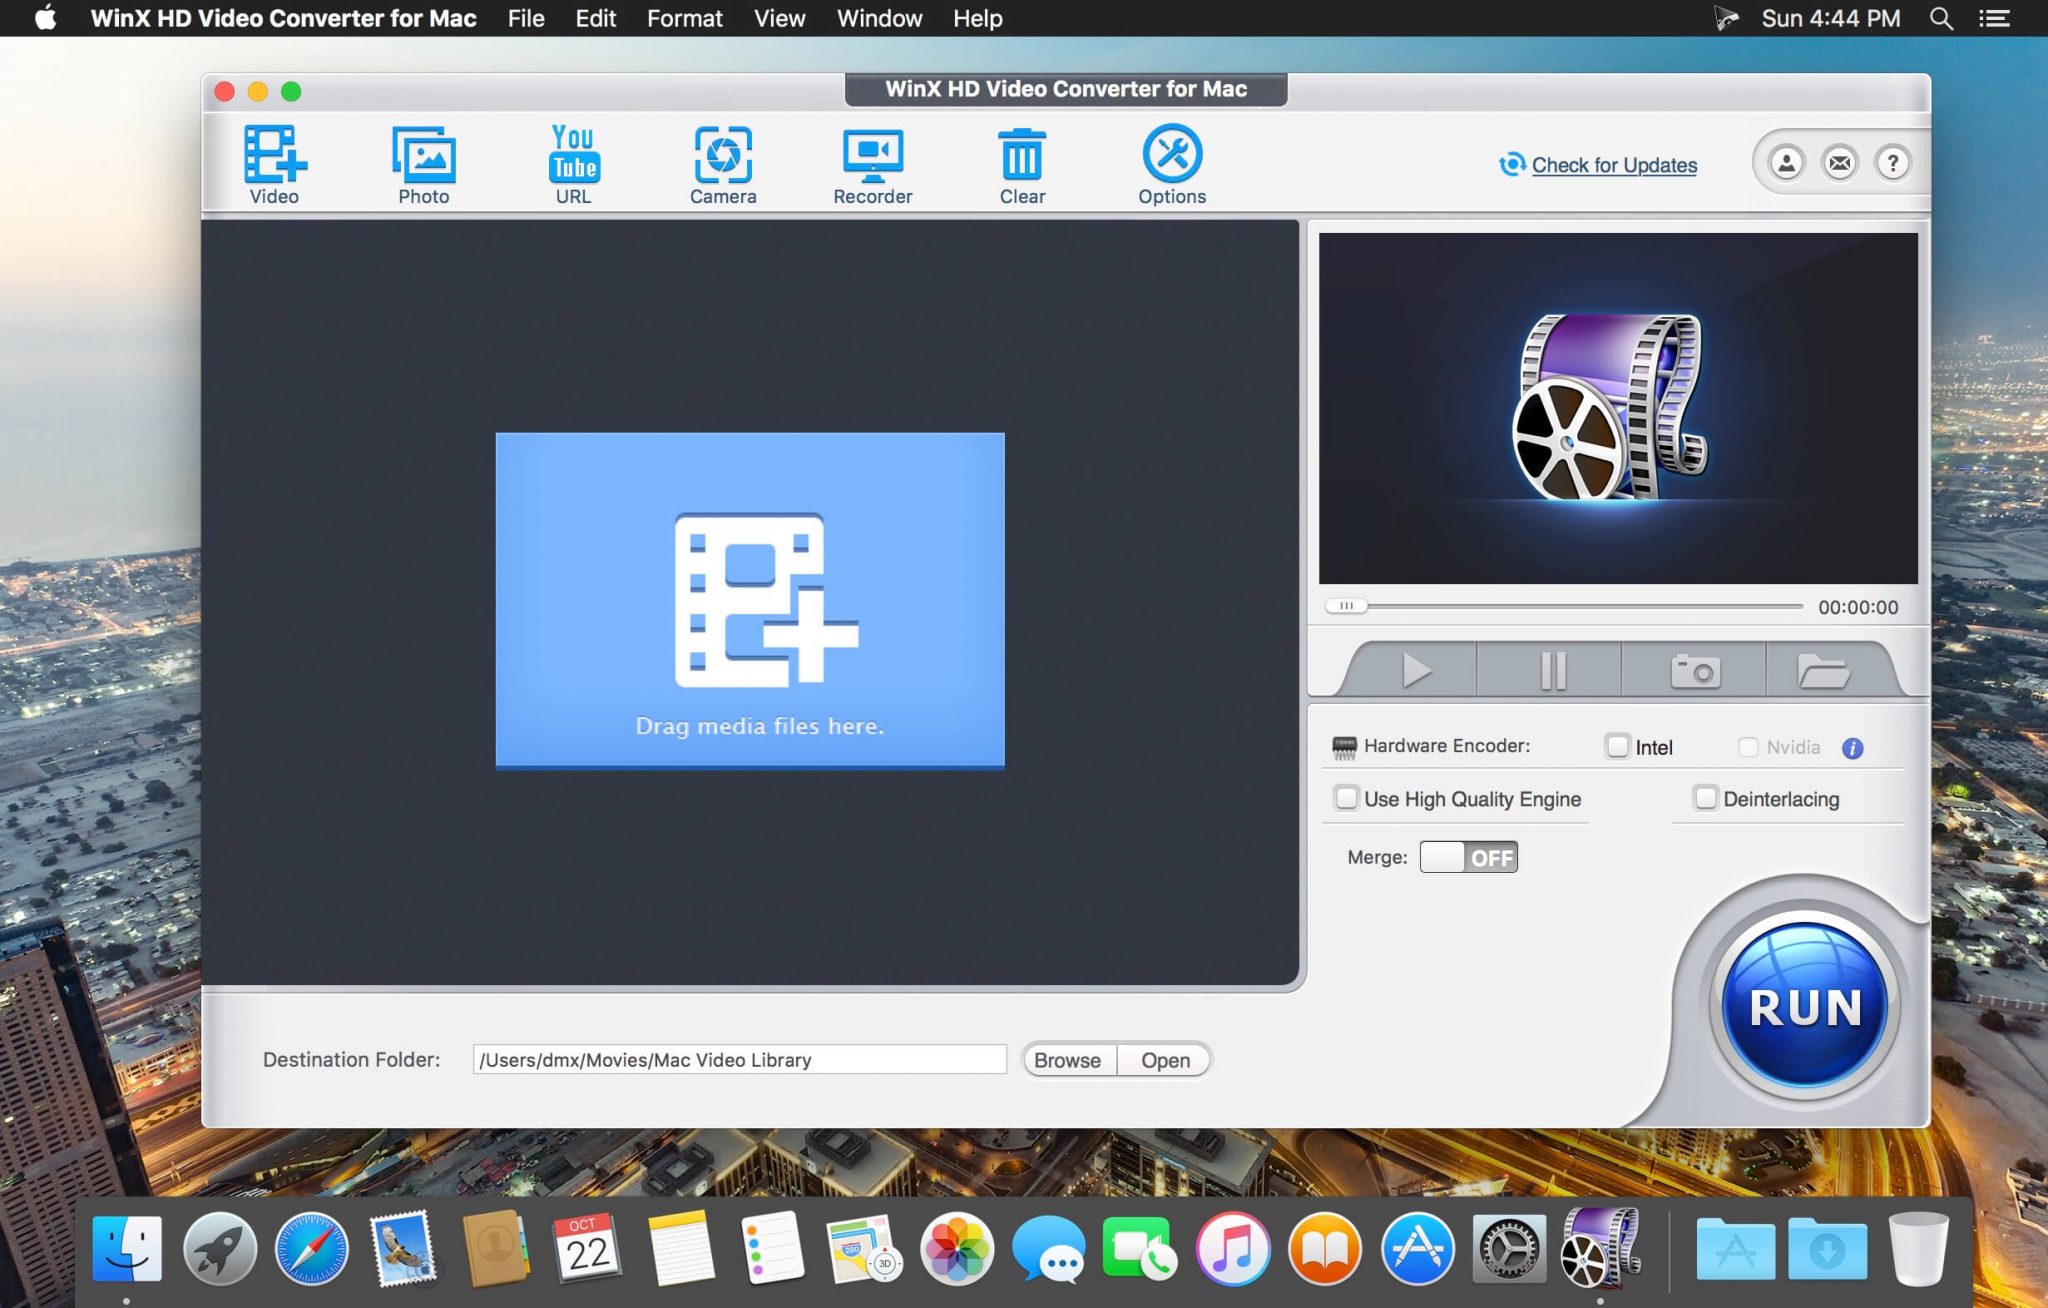 WinX HD Video Converter for Mac File Edit Format View Window Help Sun 4:44 PM
WinX HD Video Converter for Mac
You
Tube
Video Photo URL Camera Recorder Clear Options
Check for Updates
?
Drag media files here.
00:00:00
Hardware Encoder: Intel Nvidia i
Use High Quality Engine Deinterlacing
Merge: OFF
RUN
Destination Folder: /Users/dmx/Movies/Mac Video Library Browse Open
OCT
22
280
3D